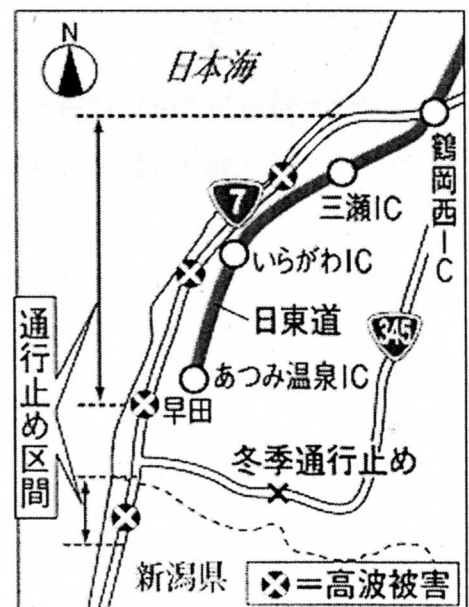 N
日本海
鶴岡西IC
三瀬IC
7
いらがわIC
日東道
345
あつみ温泉IC
通行止め区間
早田
冬季通行止め
新潟県
=高波被害